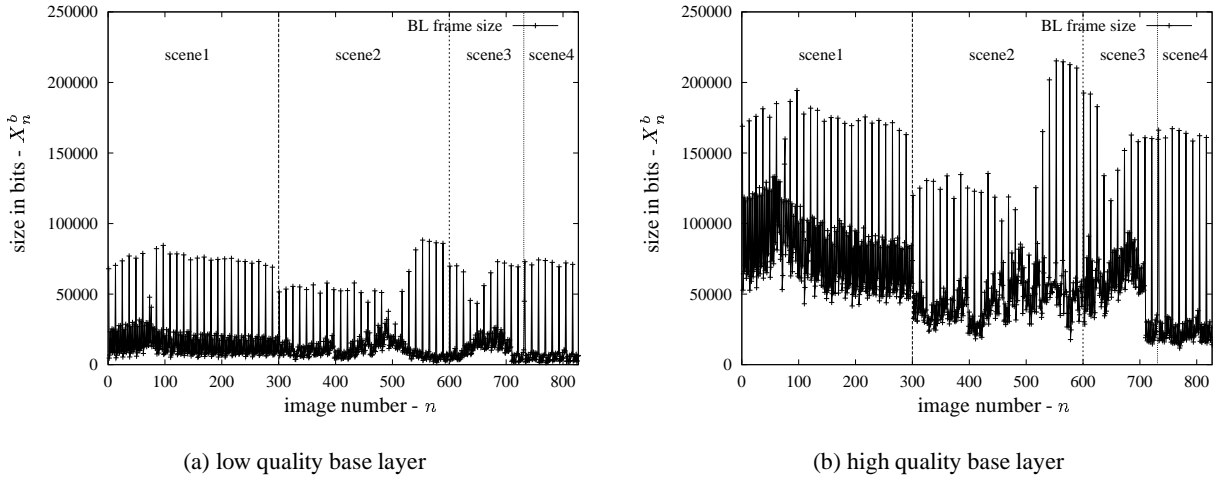 250000
200000
150000
100000
50000
0
size in bits - X_n^b
BL frame size
scene1
scene2
scene3
scene4
0 100 200 300 400 500 600 700 800
image number - n
(a) low quality base layer
250000
200000
150000
100000
50000
0
size in bits - X_n^b
BL frame size
scene1
scene2
scene3
scene4
0 100 200 300 400 500 600 700 800
image number - n
(b) high quality base layer